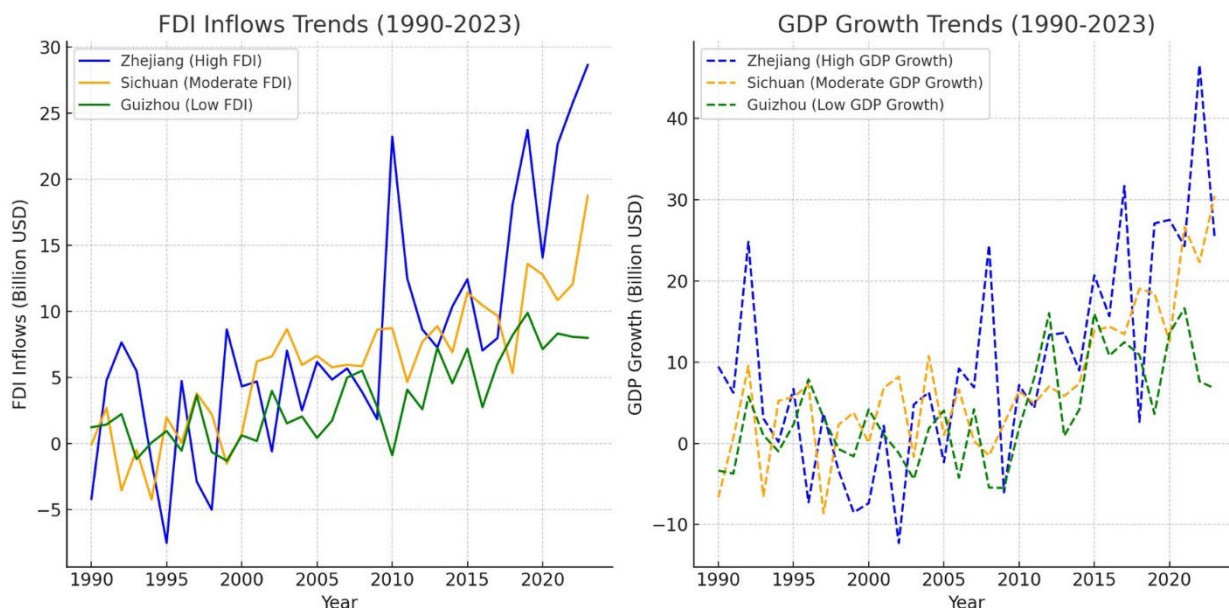 FDI Inflows Trends (1990-2023)
Zhejiang (High FDI)
Sichuan (Moderate FDI)
Guizhou (Low FDI)
FDI Inflows (Billion USD)
30
25
20
15
10
5
0
−5
1990 1995 2000 2005 2010 2015 2020
Year
GDP Growth Trends (1990-2023)
Zhejiang (High GDP Growth)
Sichuan (Moderate GDP Growth)
Guizhou (Low GDP Growth)
GDP Growth (Billion USD)
40
30
20
10
0
−10
1990 1995 2000 2005 2010 2015 2020
Year